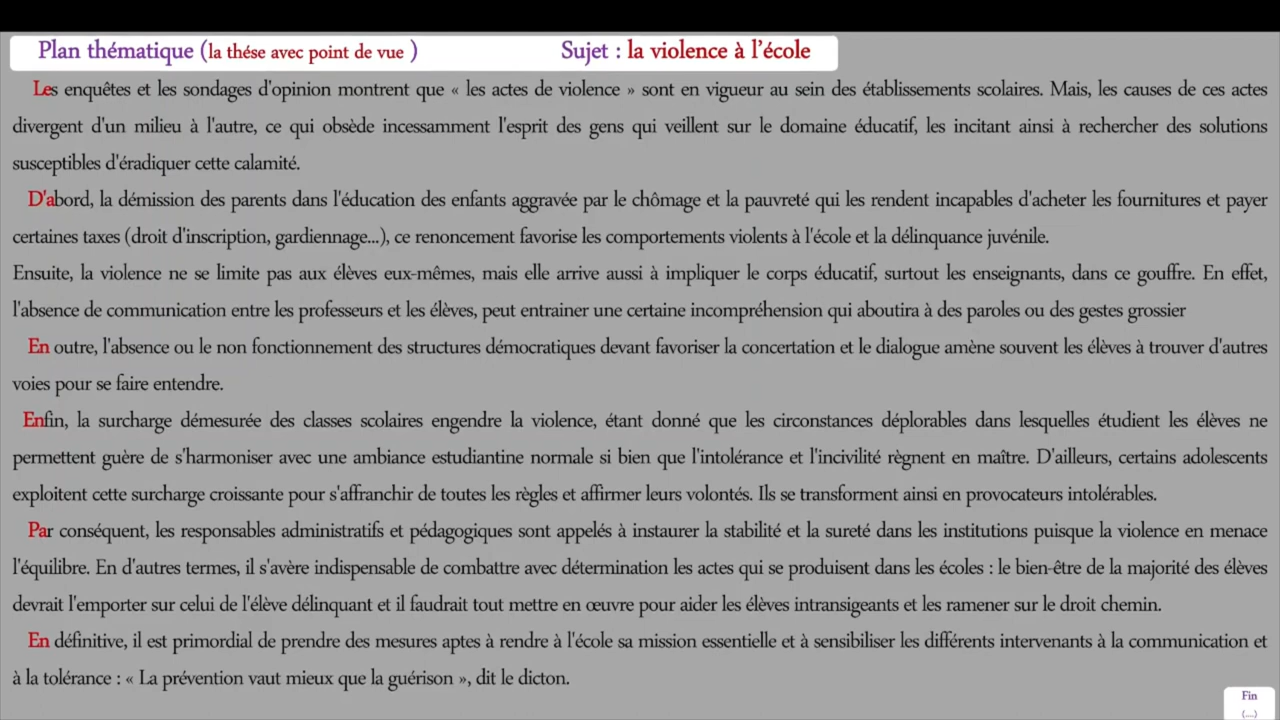 Plan thématique (la thése avec point de vue )
Sujet : la violence à l'école
Les enquêtes et les sondages d'opinion montrent que « les actes de violence » sont en vigueur au sein des établissements scolaires. Mais, les causes de ces actes
divergent d'un milieu à l'autre, ce qui obsède incessamment l'esprit des gens qui veillent sur le domaine éducatif, les incitant ainsi à rechercher des solutions
susceptibles d'éradiquer cette calamité.
D'abord, la démission des parents dans l'éducation des enfants aggravée par le chômage et la pauvreté qui les rendent incapables d'acheter les fournitures et payer
certaines taxes (droit d'inscription, gardiennage...), ce renoncement favorise les comportements violents à l'école et la délinquance juvénile.
Ensuite, la violence ne se limite pas aux élèves eux-mêmes, mais elle arrive aussi à impliquer le corps éducatif, surtout les enseignants, dans ce gouffre. En effet,
l'absence de communication entre les professeurs et les élèves, peut entrainer une certaine incompréhension qui aboutira à des paroles ou des gestes grossier
En outre, l'absence ou le non fonctionnement des structures démocratiques devant favoriser la concertation et le dialogue amène souvent les élèves à trouver d'autres
voies pour se faire entendre.
Enfin, la surcharge démesurée des classes scolaires engendre la violence, étant donné que les circonstances déplorables dans lesquelles étudient les élèves ne
permettent guère de s'harmoniser avec une ambiance estudiantine normale si bien que l'intolérance et l'incivilité règnent en maître. D'ailleurs, certains adolescents
exploitent cette surcharge croissante pour s'affranchir de toutes les règles et affirmer leurs volontés. Ils se transforment ainsi en provocateurs intolérables.
Par conséquent, les responsables administratifs et pédagogiques sont appelés à instaurer la stabilité et la sureté dans les institutions puisque la violence en menace
l'équilibre. En d'autres termes, il s'avère indispensable de combattre avec détermination les actes qui se produisent dans les écoles : le bien-être de la majorité des élèves
devrait l'emporter sur celui de l'élève délinquant et il faudrait tout mettre en œuvre pour aider les élèves intransigeants et les ramener sur le droit chemin.
En définitive, il est primordial de prendre des mesures aptes à rendre à l'école sa mission essentielle et à sensibiliser les différents intervenants à la communication et
à la tolérance : « La prévention vaut mieux que la guérison », dit le dicton.
Fin
(....)